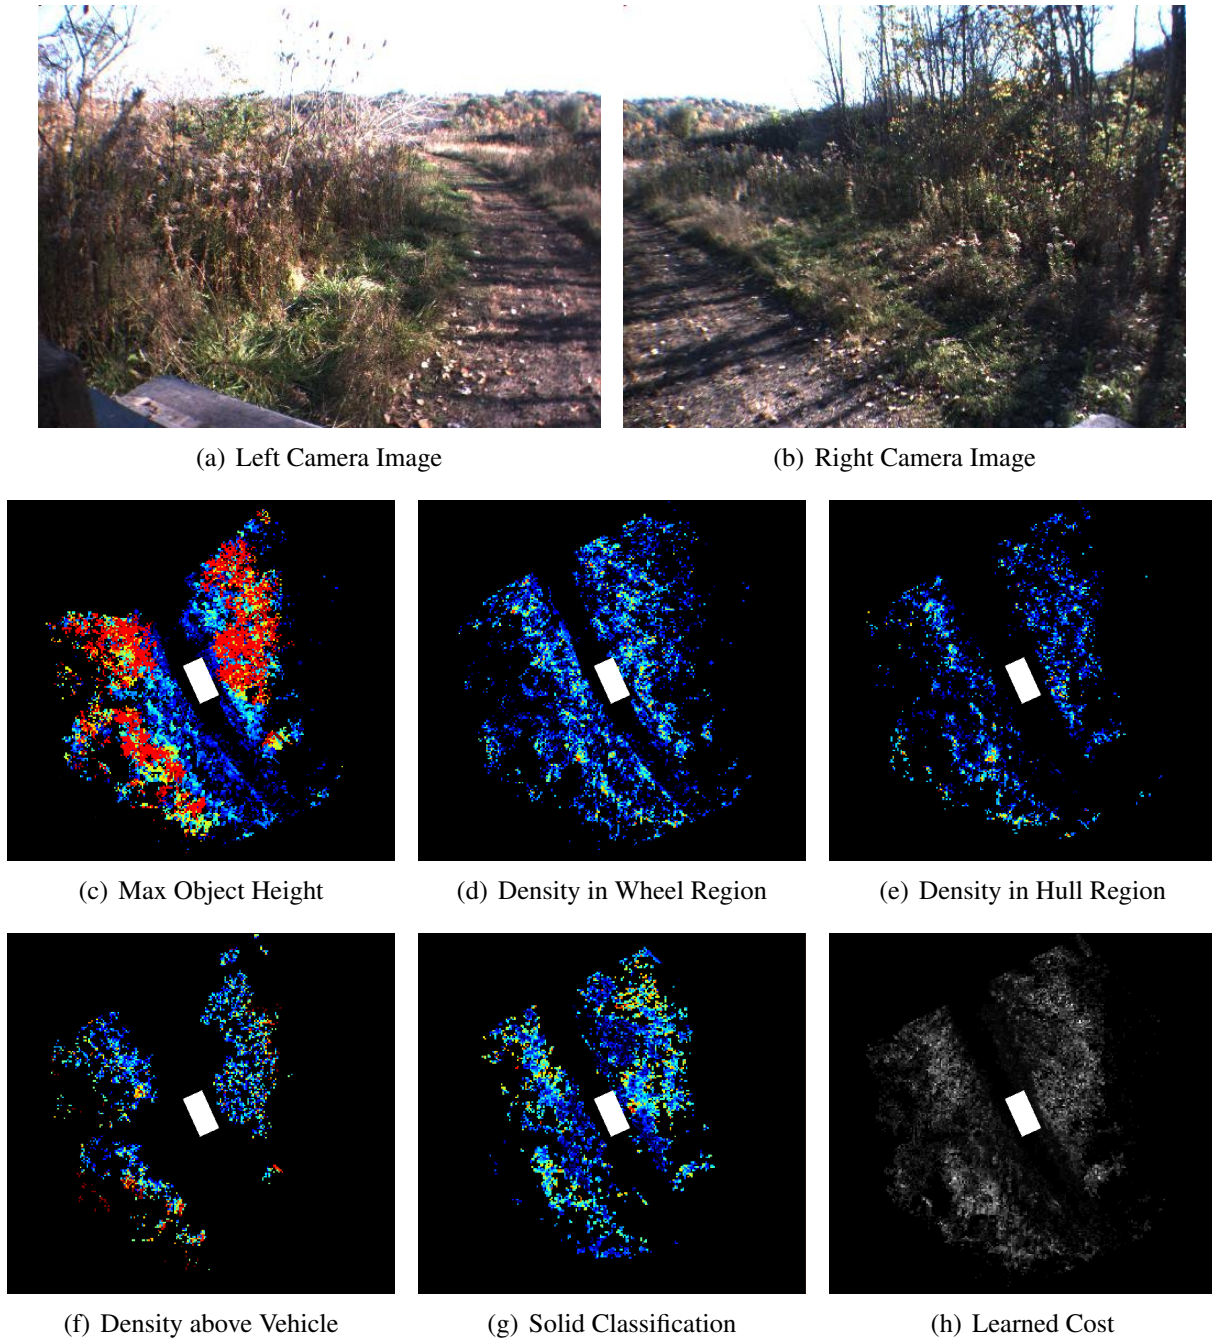 (a) Left Camera Image
(b) Right Camera Image
(c) Max Object Height
(d) Density in Wheel Region
(e) Density in Hull Region
(f) Density above Vehicle
(g) Solid Classification
(h) Learned Cost